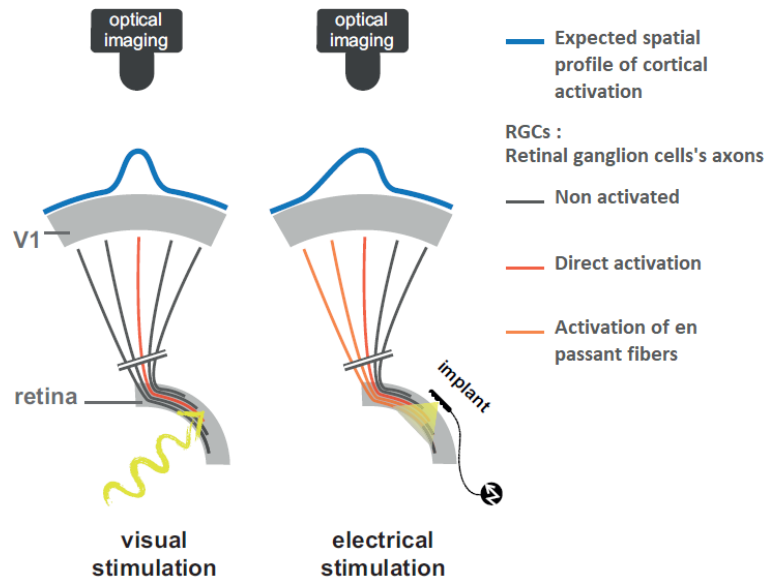 optical
imaging
optical
imaging
Expected spatial
profile of cortical
activation
RGCs :
Retinal ganglion cells's axons
Non activated
V1
Direct activation
Activation of en
passant fibers
implant
retina
visual
stimulation
electrical
stimulation